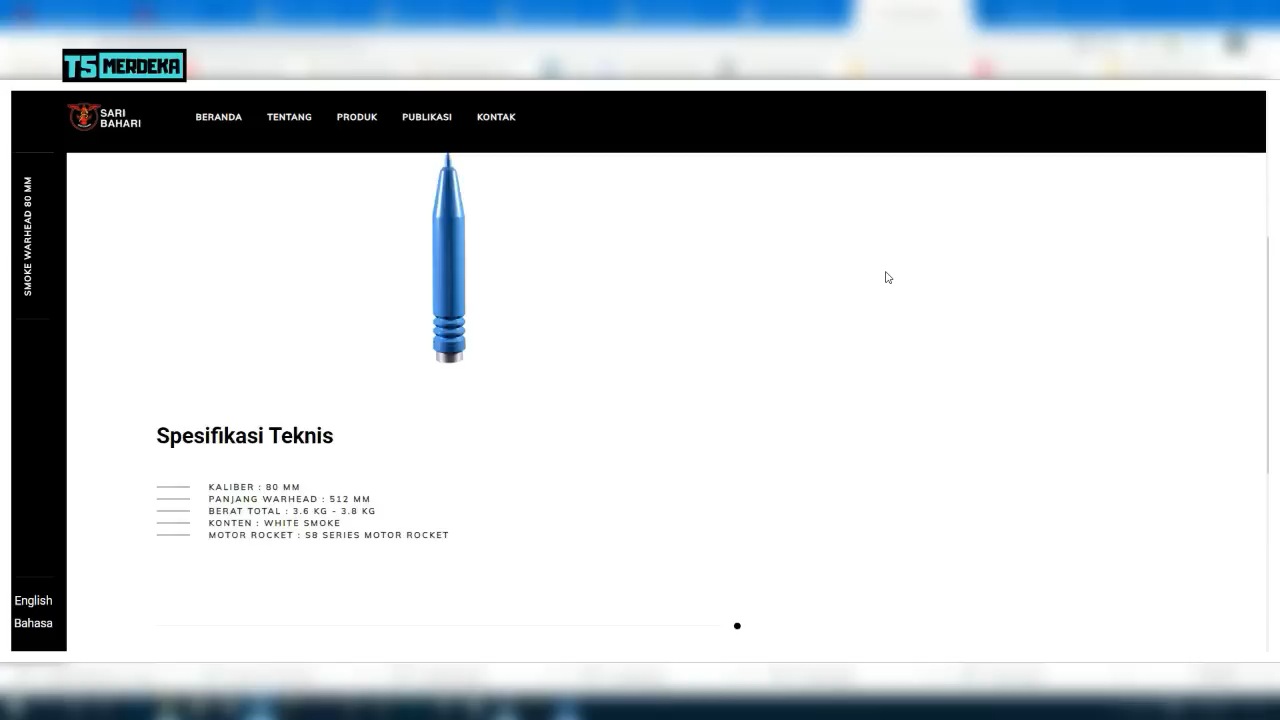 T5 MERDEKA
SARI
BAHARI
BERANDA
TENTANG
PRODUK
PUBLIKASI
KONTAK
SMOKE WARHEAD 80 MM
Spesifikasi Teknis
KALIBER : 80 MM
PANJANG WARHEAD : 512 MM
BERAT TOTAL : 3.6 KG - 3.8 KG
KONTEN : WHITE SMOKE
MOTOR ROCKET : S8 SERIES MOTOR ROCKET
English
Bahasa